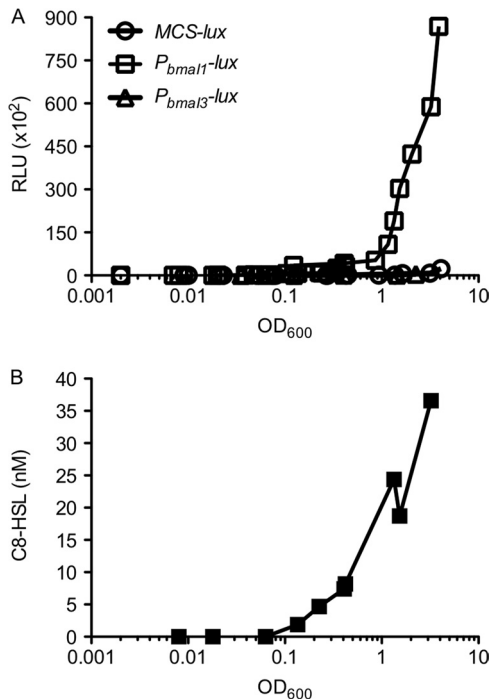 A
900
MCS-lux
750
P_bmaI1-lux
600
P_bmaI3-lux
450
300
150
0
RLU (x10²)
0.001 0.01 0.1 1 10
OD₆₀₀
B
40
35
30
25
20
15
10
5
0
C8-HSL (nM)
0.001 0.01 0.1 1 10
OD₆₀₀